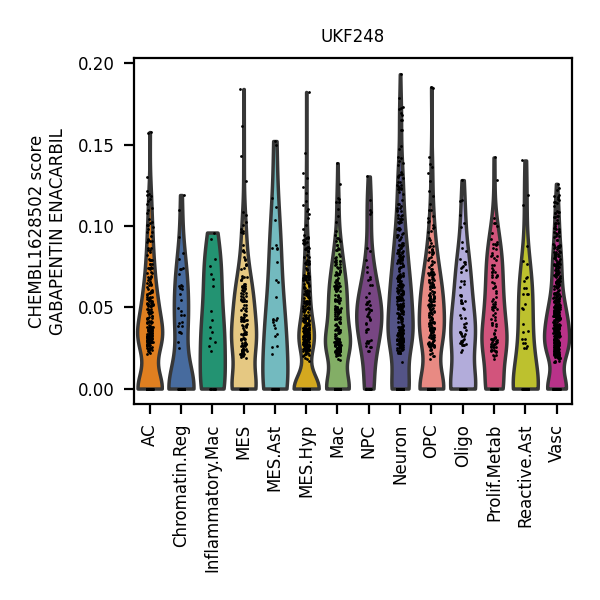 UKF248
CHEMBL1628502 score
GABAPENTIN ENACARBIL
0.20
0.15
0.10
0.05
0.00
AC
Chromatin.Reg
Inflammatory.Mac
MES
MES.Ast
MES.Hyp
Mac
NPC
Neuron
OPC
Oligo
Prolif.Metab
Reactive.Ast
Vasc